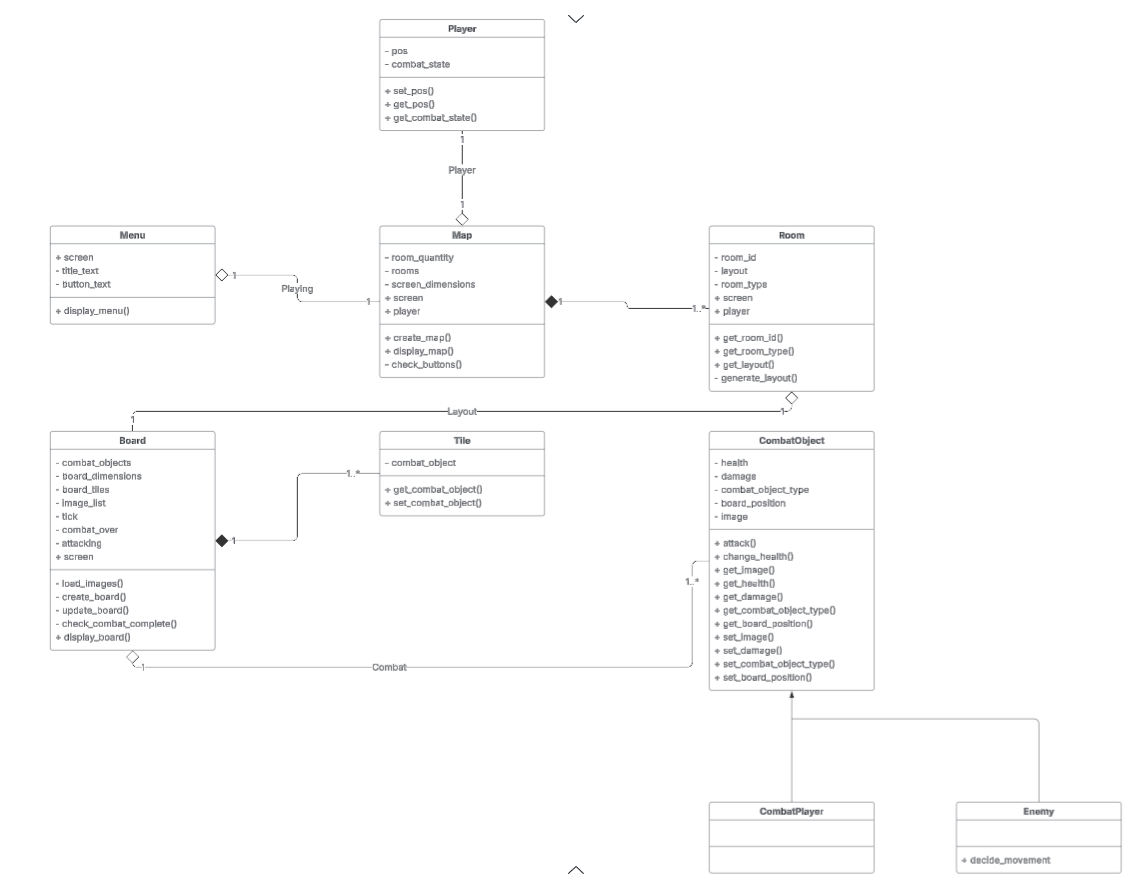 Player
- pos
- combat_state
+ set_pos()
+ get_pos()
+ get_combat_state()
1
Player
1
Menu
+ screen
- title_text
- button_text
+ display_menu()
1
Playing
1
Map
- room_quantity
- rooms
- screen_dimensions
+ screen
+ player
+ create_map()
+ display_map()
- check_buttons()
1
1..*
Room
- room_id
- layout
- room_type
+ screen
+ player
+ get_room_id()
+ get_room_type()
+ get_layout()
- generate_layout()
1
Layout
1
Board
- combat_objects
- board_dimensions
- board_tiles
- image_list
- tick
- combat_over
- attacking
+ screen
- load_images()
- create_board()
- update_board()
- check_combat_complete()
+ display_board()
1
1..*
Tile
- combat_object
+ get_combat_object()
+ set_combat_object()
CombatObject
- health
- damage
- combat_object_type
- board_position
- image
+ attack()
+ change_health()
+ get_image()
+ get_health()
+ get_damage()
+ get_combat_object_type()
+ get_board_position()
+ set_image()
+ set_damage()
+ set_combat_object_type()
+ set_board_position()
1..*
1
Combat
CombatPlayer
Enemy
+ decide_movement